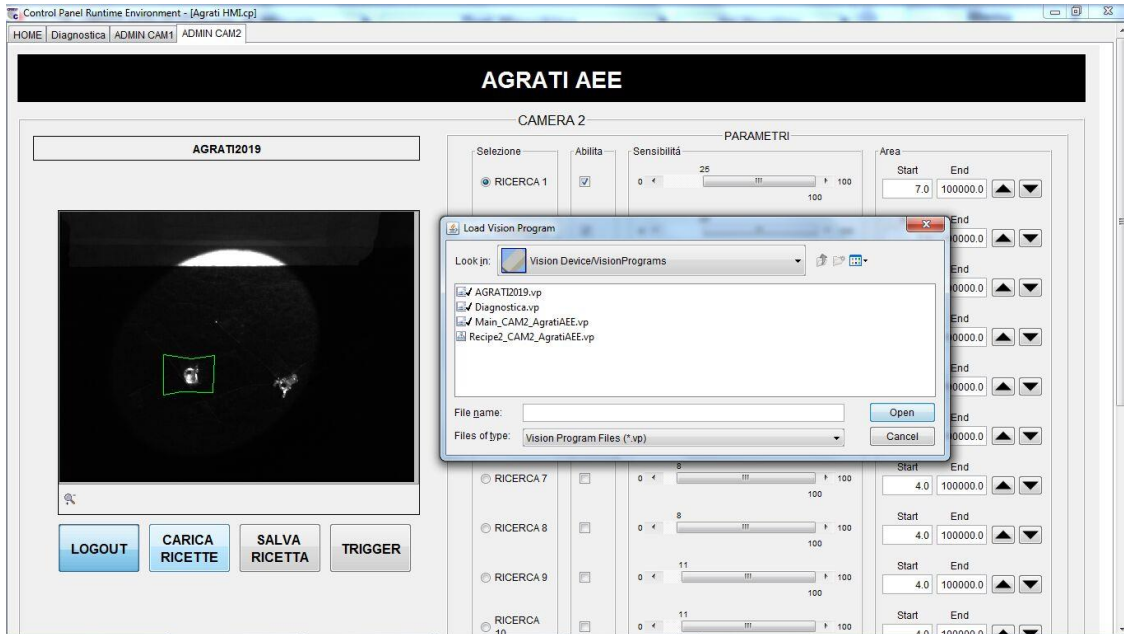 Control Panel Runtime Environment - [Agrati HMI.cp]
HOME Diagnostica ADMIN CAM1 ADMIN CAM2
AGRATI AEE
CAMERA 2
AGRATI2019
PARAMETRI
Selezione Abilita Sensibilitá Area
Start End
25
RICERCA 1 0 100 7.0 100000.0
100
Load Vision Program
End
0000.0
Look in: Vision Device/VisionPrograms
End
0000.0
AGRATI2019.vp
Diagnostica.vp
Main_CAM2_AgratiAEE.vp
Recipe2_CAM2_AgratiAEE.vp
End
0000.0
End
0000.0
File name: Open
End
Files of type: Vision Program Files (*.vp) Cancel
0000.0
Start End
8
RICERCA 7 0 100 4.0 100000.0
100
Start End
8
RICERCA 8 0 100 4.0 100000.0
100
LOGOUT CARICA RICETTE SALVA RICETTA TRIGGER
Start End
11
RICERCA 9 0 100 4.0 100000.0
100
Start End
11
RICERCA 10 0 100 4.0 100000.0